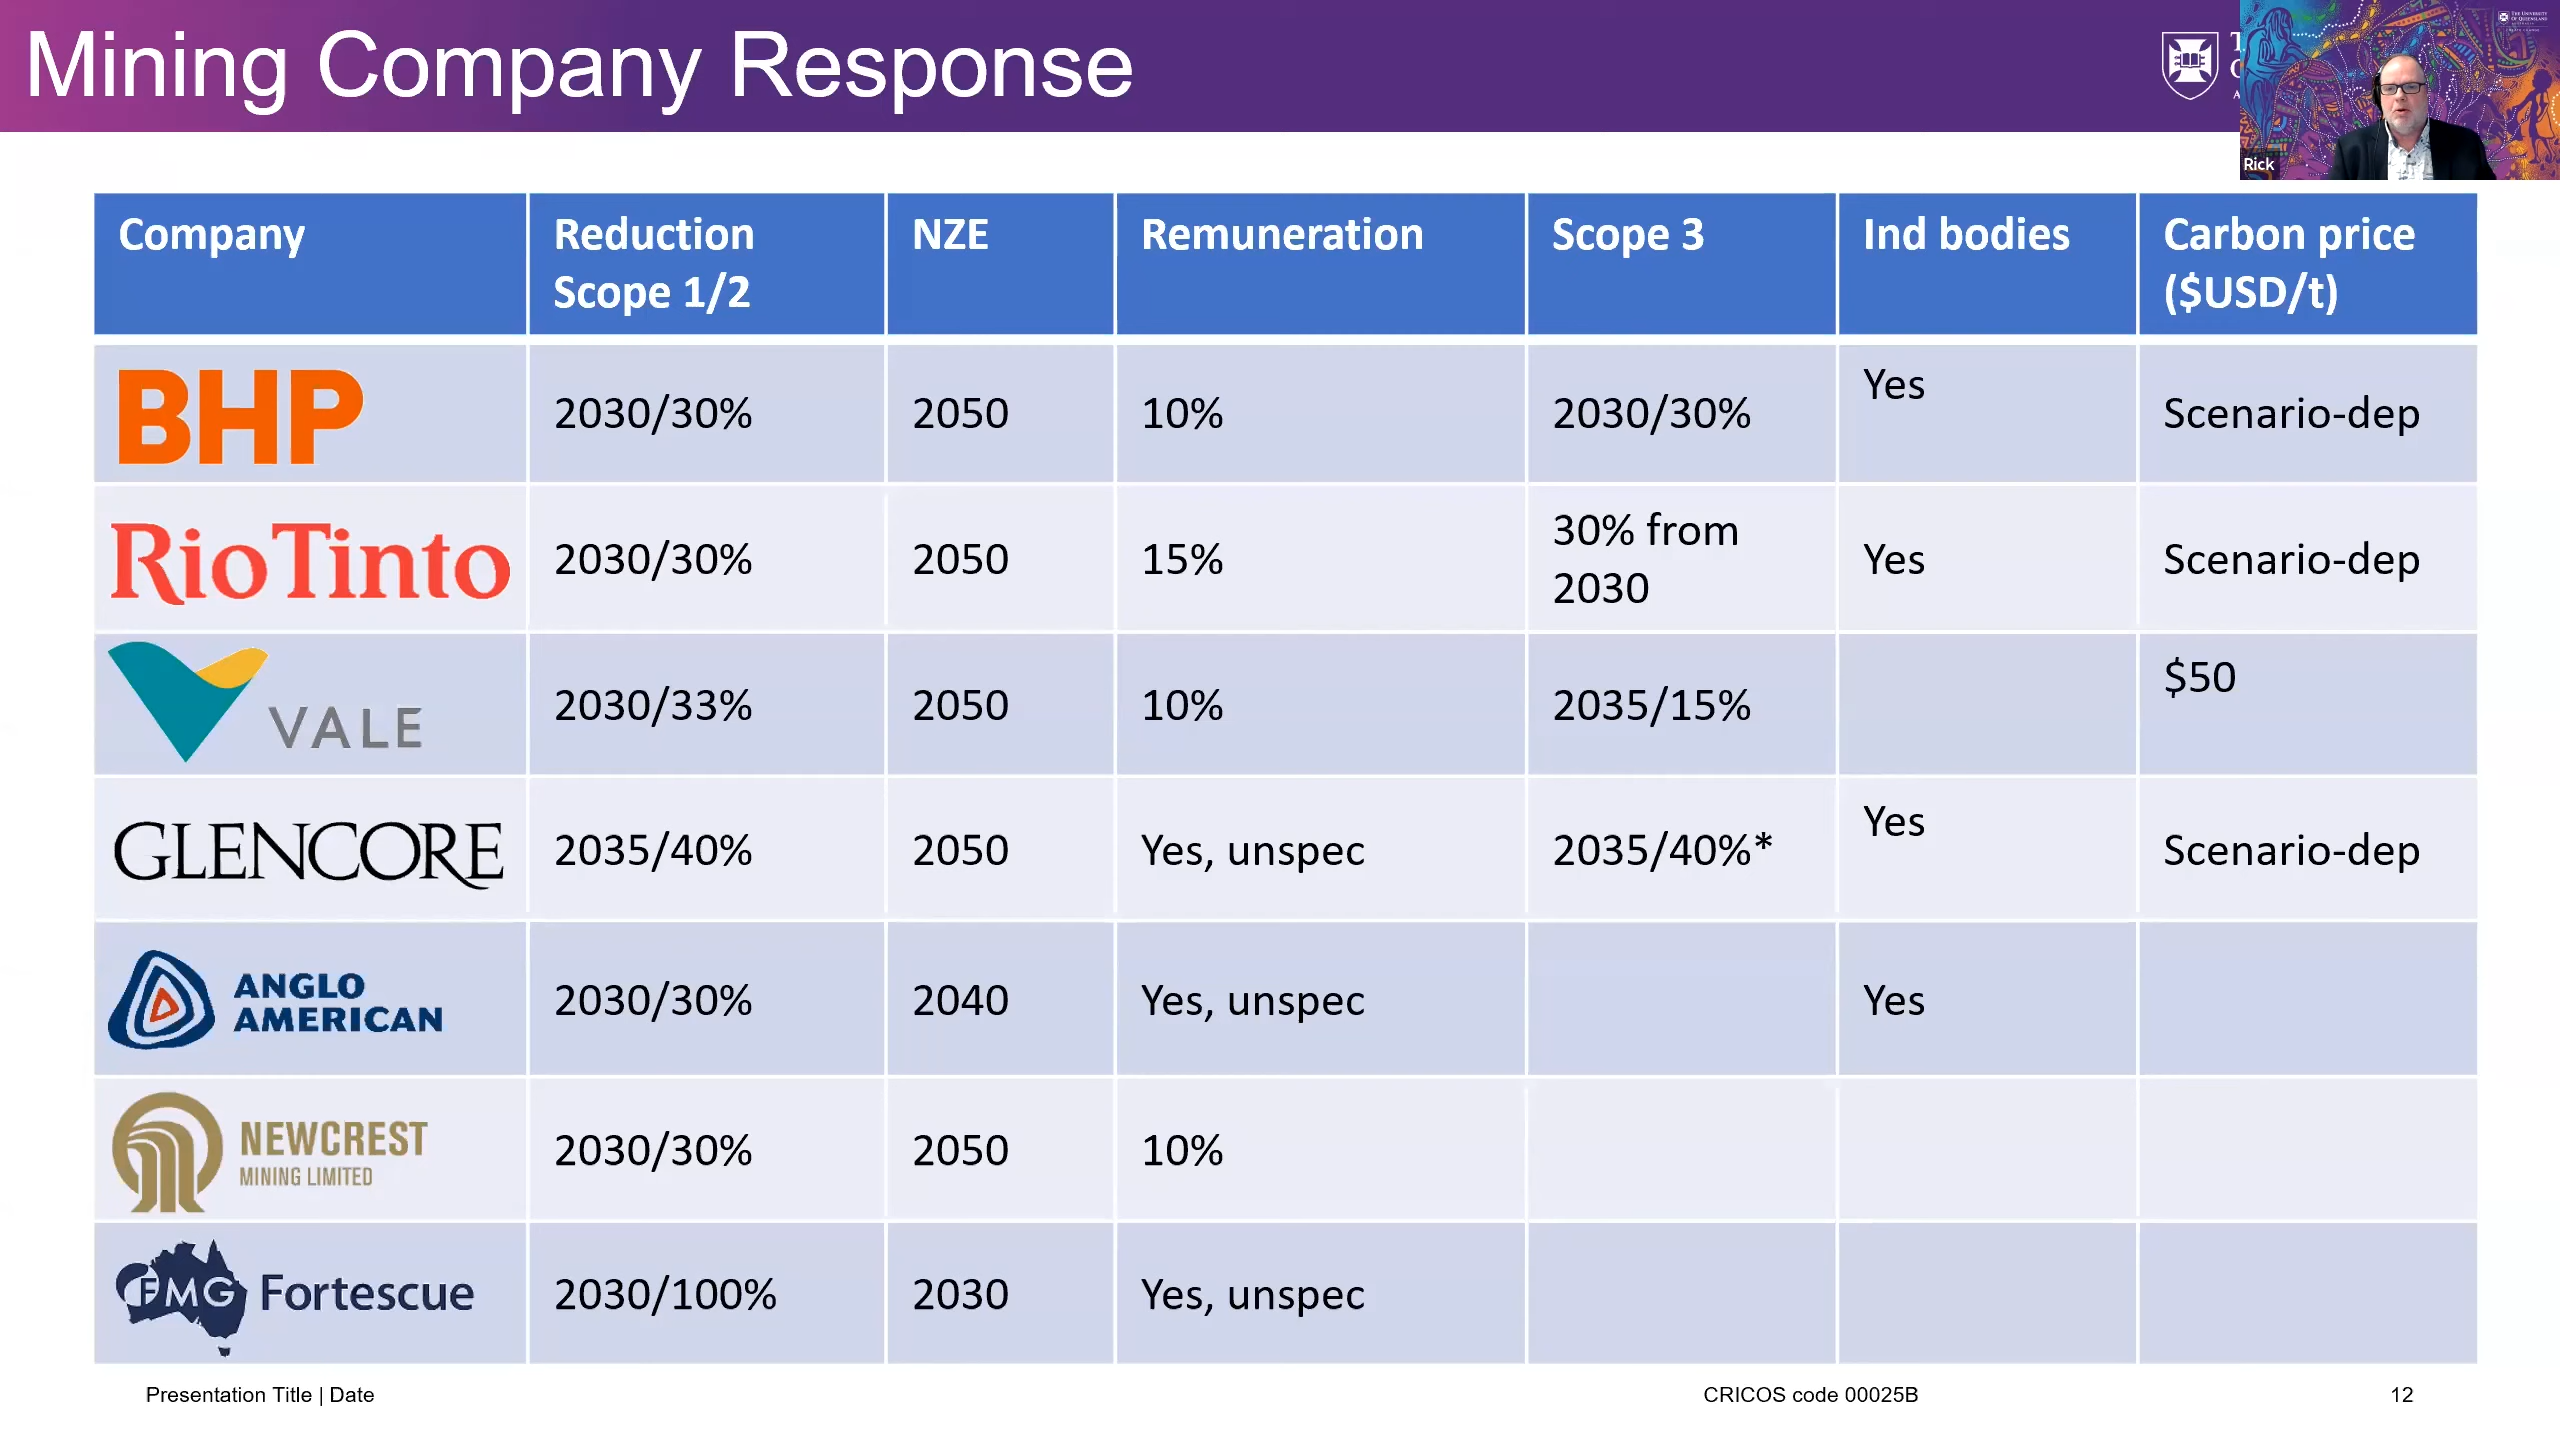 Mining Company Response
THE UNIVERSITY
OF QUEENSLAND
Rick
Company
Reduction
Scope 1/2
NZE
Remuneration
Scope 3
Ind bodies
Carbon price
($USD/t)
BHP
2030/30%
2050
10%
2030/30%
Yes
Scenario-dep
RioTinto
2030/30%
2050
15%
30% from
2030
Yes
Scenario-dep
VALE
2030/33%
2050
10%
2035/15%
$50
GLENCORE
2035/40%
2050
Yes, unspec
2035/40%*
Yes
Scenario-dep
ANGLO
AMERICAN
2030/30%
2040
Yes, unspec
Yes
NEWCREST
MINING LIMITED
2030/30%
2050
10%
FMG Fortescue
2030/100%
2030
Yes, unspec
Presentation Title | Date
CRICOS code 00025B
12